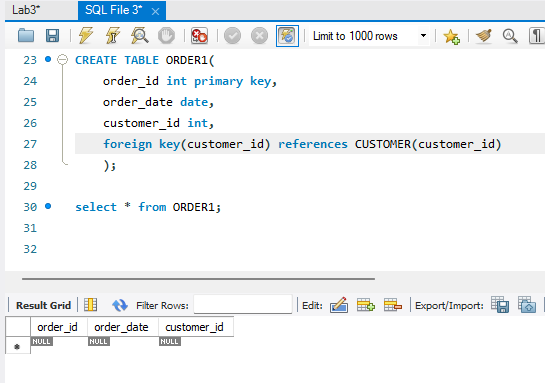 Lab3* SQL File 3*
Limit to 1000 rows
23 CREATE TABLE ORDER1(
24 order_id int primary key,
25 order_date date,
26 customer_id int,
27 foreign key(customer_id) references CUSTOMER(customer_id)
28 );
29
30 select * from ORDER1;
31
32
Result Grid Filter Rows: Edit: Export/Import:
order_id order_date customer_id
NULL NULL NULL